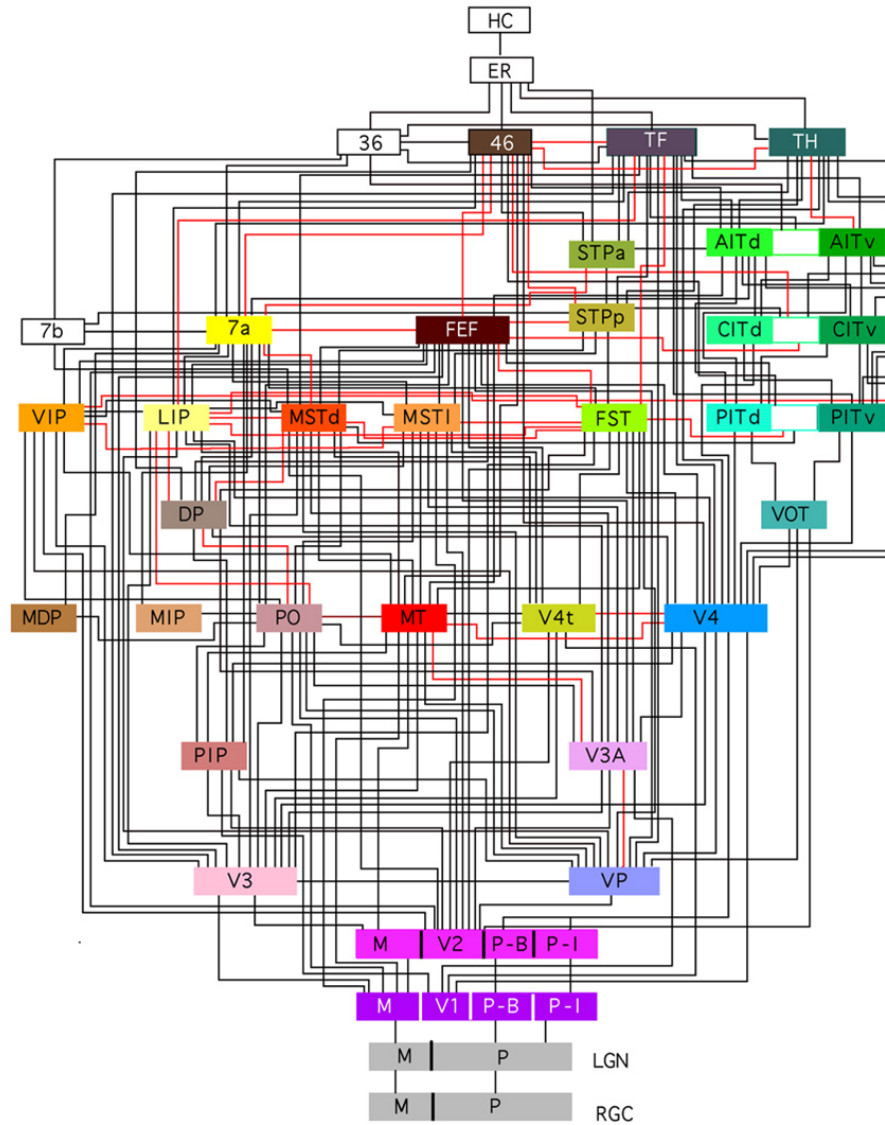 HC
ER
36 46 TF TH
STPa AITd AITv
7b 7a FEF STPp CITd CITv
VIP LIP MSTd MSTl FST PITd PITv
DP VOT
MDP MIP PO MT V4t V4
PIP V3A
V3 VP
M V2 P-B P-I
M V1 P-B P-I
M P LGN
M P RGC